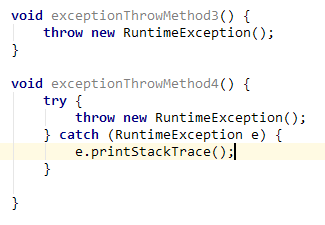 void exceptionThrowMethod3() {
    throw new RuntimeException();
}

void exceptionThrowMethod4() {
    try {
        throw new RuntimeException();
    } catch (RuntimeException e) {
        e.printStackTrace();
    }

}